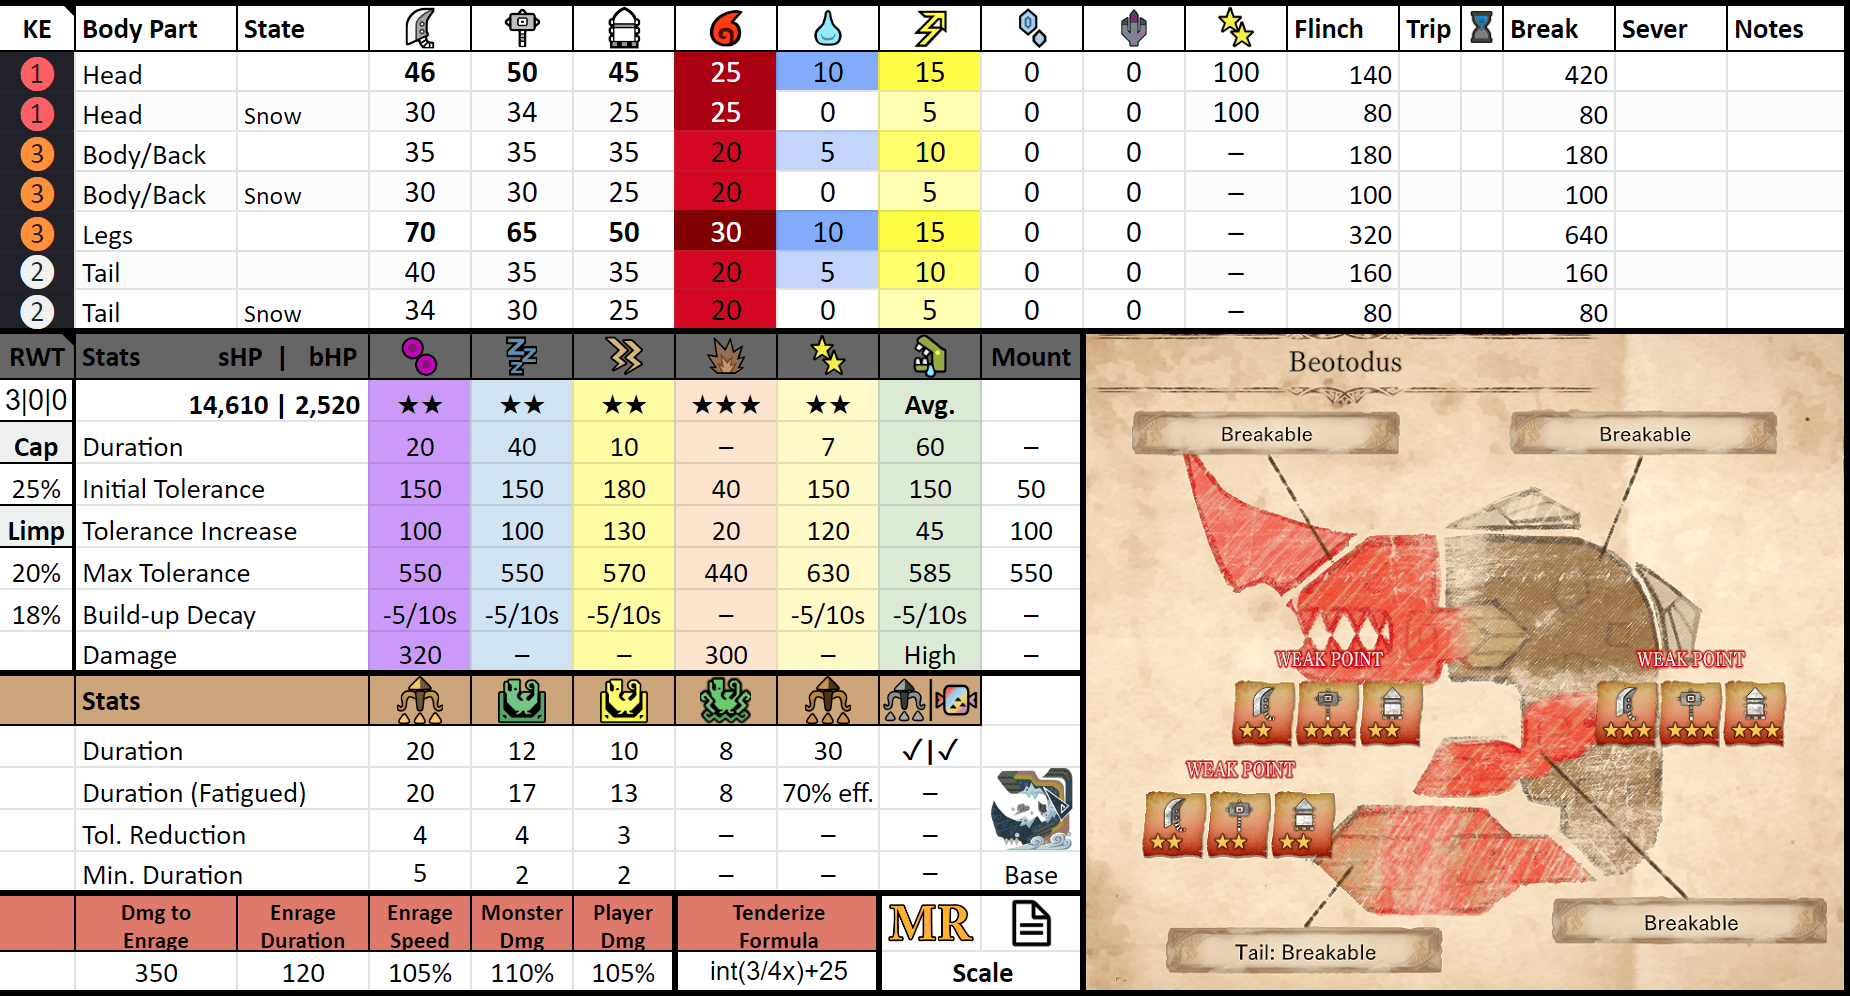 KE Body Part State Flinch Trip Break Sever Notes
1 Head 46 50 45 25 10 15 0 0 100 140 420
1 Head Snow 30 34 25 25 0 5 0 0 100 80 80
3 Body/Back 35 35 35 20 5 10 0 0 – 180 180
3 Body/Back Snow 30 30 25 20 0 5 0 0 – 100 100
3 Legs 70 65 50 30 10 15 0 0 – 320 640
2 Tail 40 35 35 20 5 10 0 0 – 160 160
2 Tail Snow 34 30 25 20 0 5 0 0 – 80 80
RWT Stats sHP | bHP Mount
3|0|0 14,610 | 2,520 ★★ ★★ ★★ ★★★ ★★ Avg.
Cap Duration 20 40 10 – 7 60 –
25% Initial Tolerance 150 150 180 40 150 150 50
Limp Tolerance Increase 100 100 130 20 120 45 100
20% Max Tolerance 550 550 570 440 630 585 550
18% Build-up Decay -5/10s -5/10s -5/10s – -5/10s -5/10s –
Damage 320 – – 300 – High –
Stats
Duration 20 12 10 8 30 ✓|✓
Duration (Fatigued) 20 17 13 8 70% eff. –
Tol. Reduction 4 4 3 – – –
Min. Duration 5 2 2 – – – Base
Dmg to Enrage Enrage Duration Enrage Speed Monster Dmg Player Dmg Tenderize Formula MR
350 120 105% 110% 105% int(3/4x)+25 Scale
Beotodus
Breakable
Breakable
WEAK POINT
WEAK POINT
WEAK POINT
Breakable
Tail: Breakable